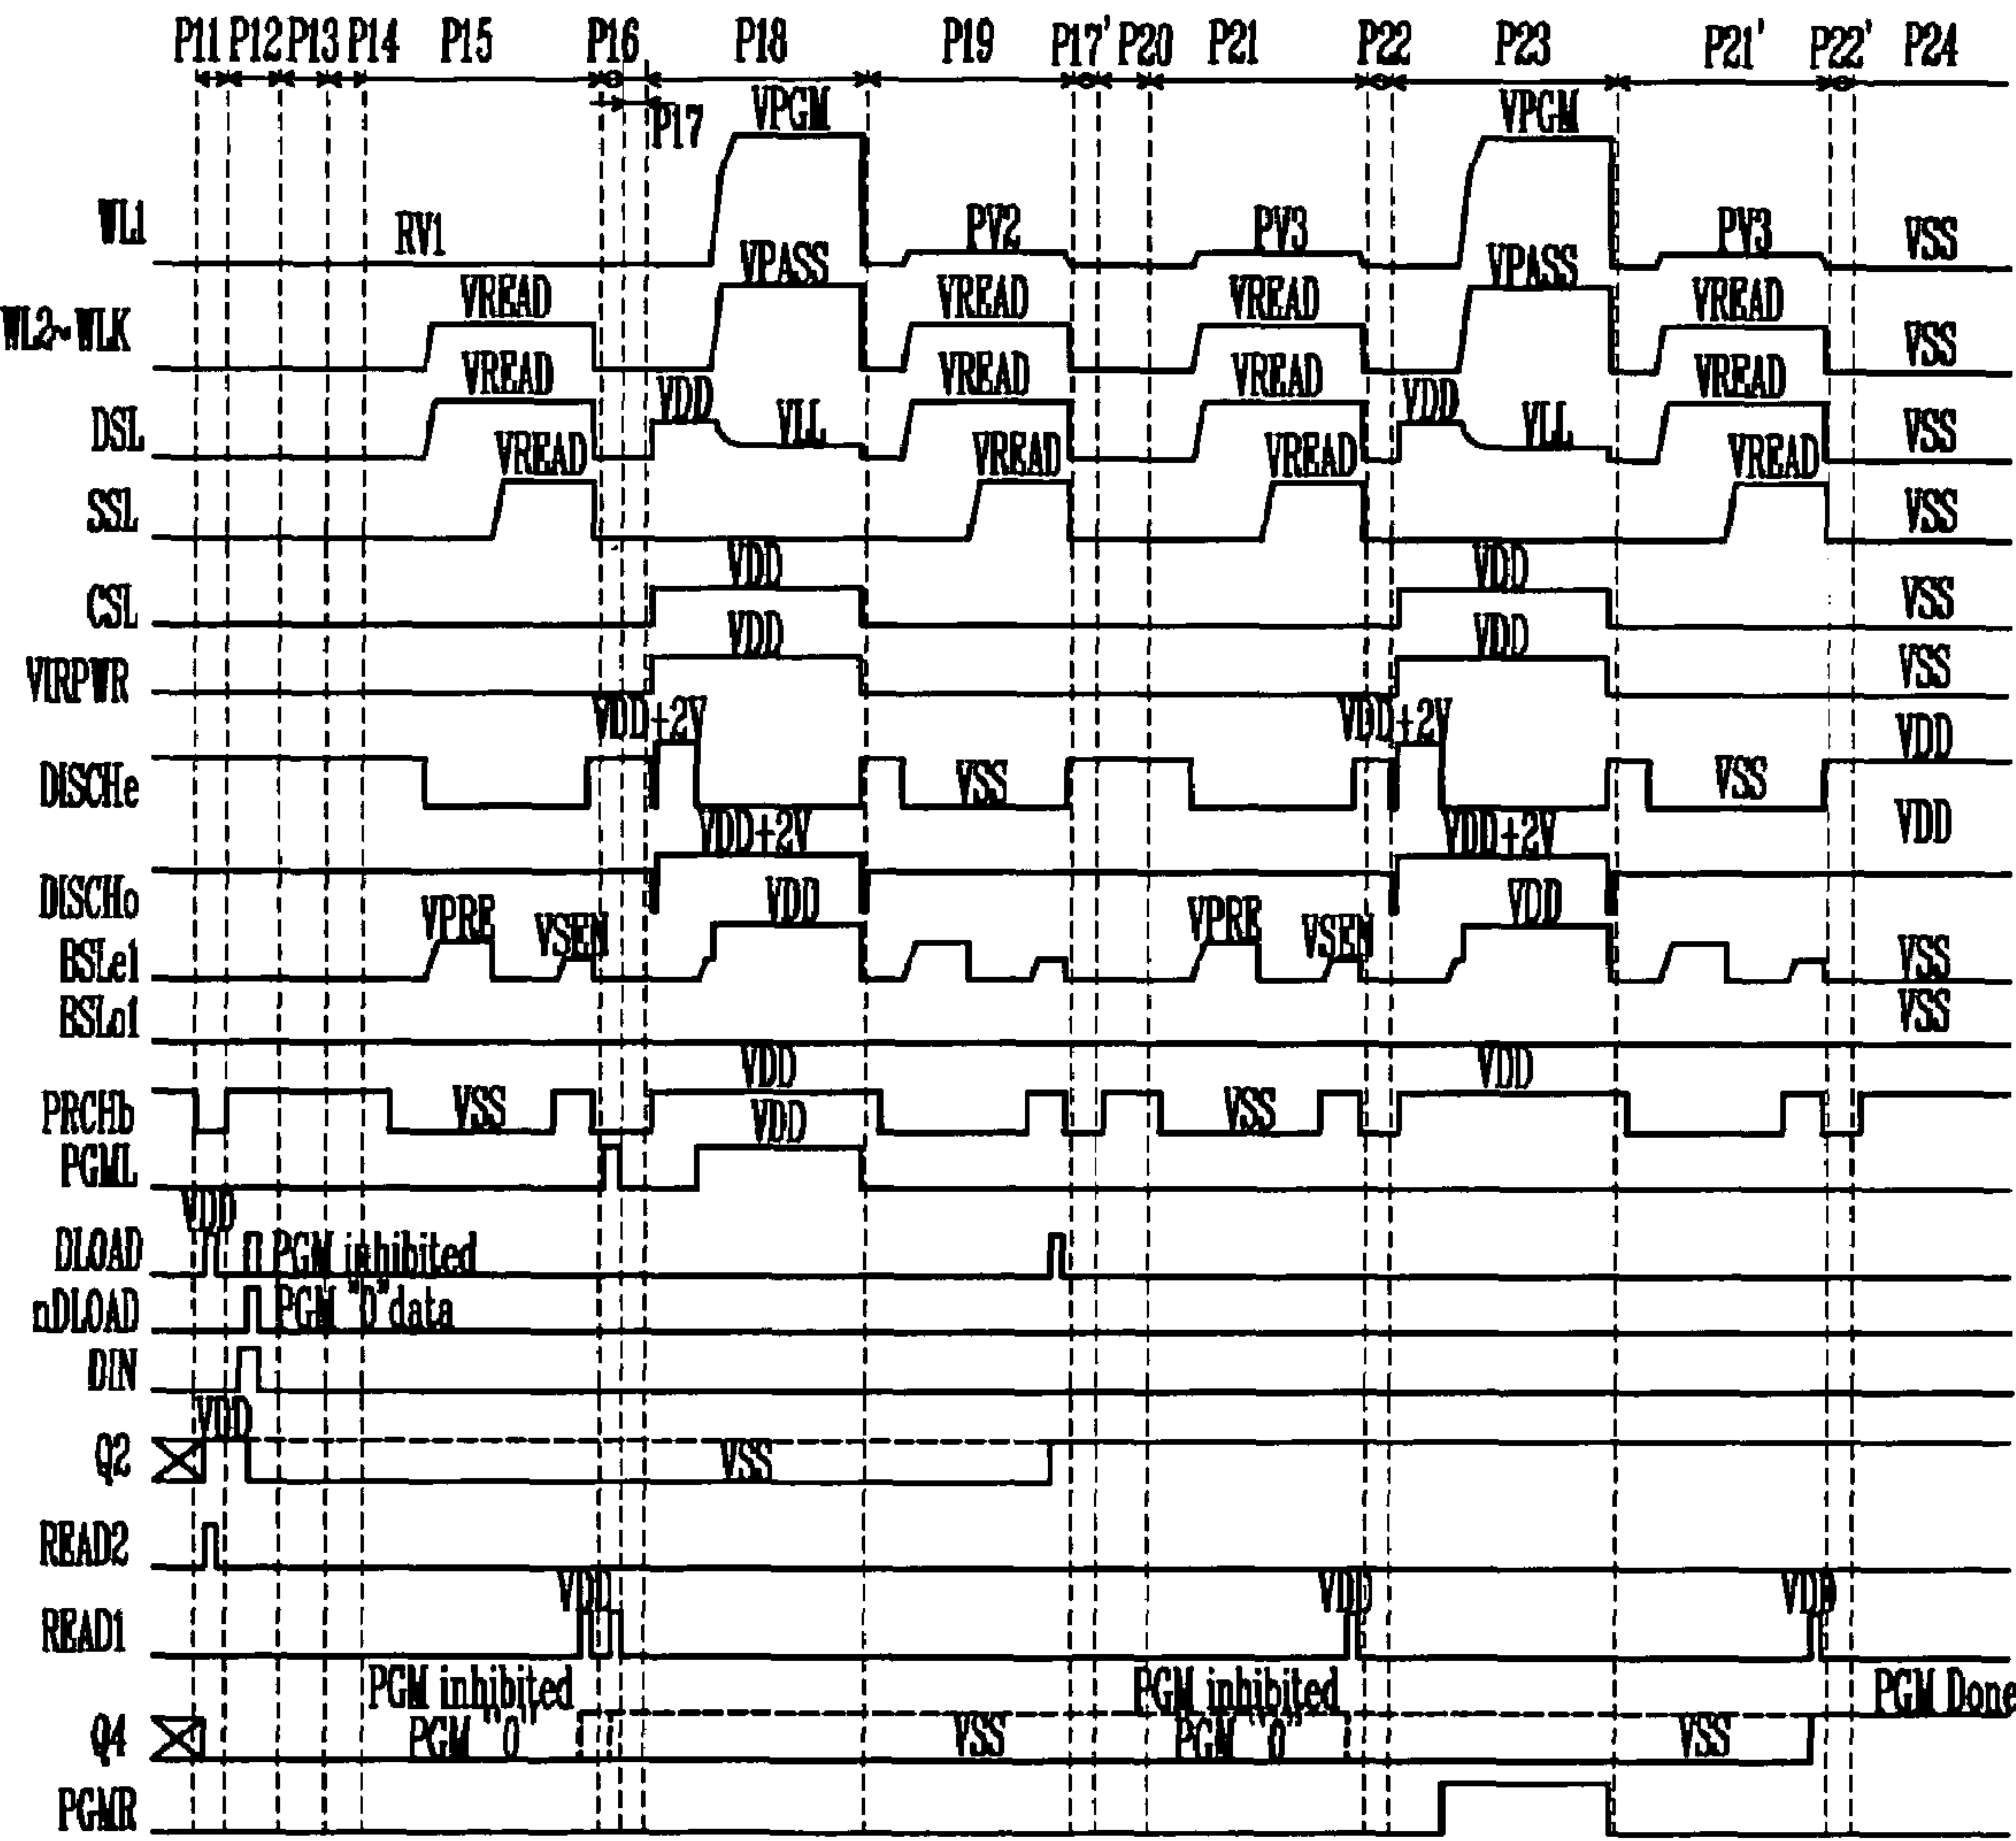 P11 P12 P13 P14 P15 P16 P18 P19 P17' P20 P21 P22 P23 P21' P22' P24
P17
VPGM VPGM
WL1 RV1 PV2 PV3 PV3 VSS
VPASS VPASS
WL2~WLK VREAD VREAD VREAD VREAD VSS
DSL VREAD VDD VLL VREAD VREAD VDD VLL VREAD VSS
SSL VREAD VREAD VREAD VREAD VSS
CSL VDD VDD VSS
VIRPWR VDD VDD VSS
DISCHe VDD+2V VSS VDD+2V VSS VDD
DISCHo VDD+2V VDD+2V VDD
BSLe1 VPRE VSEN VDD VPRE VSEN VDD VSS
BSLo1 VSS
PRCHb VSS VDD VSS VDD
PGML VDD
DLOAD VDD PGM inhibited
nDLOAD PGM "D"data
DIN
Q2 VDD VSS
READ2
READ1 VDD VDD VDD
PGM inhibited PGM inhibited PGM Done
Q4 PGM "0" VSS PGM "0" VSS
PGMR